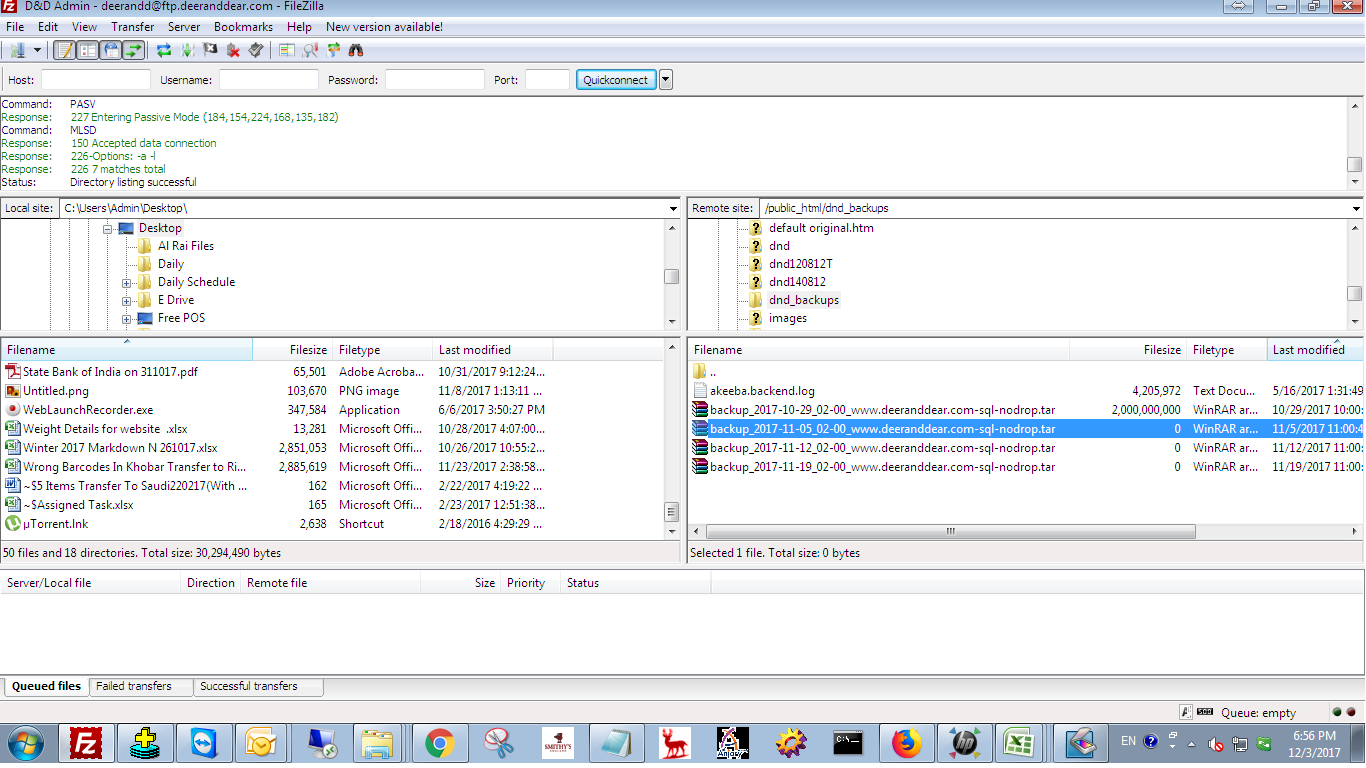 D&D Admin - deerandd@ftp.deeranddear.com - FileZilla
File Edit View Transfer Server Bookmarks Help New version available!
Host: Username: Password: Port: Quickconnect
Command: PASV
Response: 227 Entering Passive Mode (184,154,224,168,135,182)
Command: MLSD
Response: 150 Accepted data connection
Response: 226-Options: -a -l
Response: 226 7 matches total
Status: Directory listing successful
Local site: C:\Users\Admin\Desktop\
Desktop
Al Rai Files
Daily
Daily Schedule
E Drive
Free POS
Remote site: /public_html/dnd_backups
default original.htm
dnd
dnd120812T
dnd140812
dnd_backups
images
Filename Filesize Filetype Last modified
State Bank of India on 311017.pdf 65,501 Adobe Acroba... 10/31/2017 9:12:24...
Untitled.png 103,670 PNG image 11/8/2017 1:13:11 ...
WebLaunchRecorder.exe 347,584 Application 6/6/2017 3:50:27 PM
Weight Details for website .xlsx 13,281 Microsoft Offi... 10/28/2017 4:07:00...
Winter 2017 Markdown N 261017.xlsx 2,851,053 Microsoft Offi... 10/26/2017 10:55:2...
Wrong Barcodes In Khobar Transfer to Ri... 2,885,619 Microsoft Offi... 11/23/2017 2:38:58...
~$5 Items Transfer To Saudi220217(With ... 162 Microsoft Offi... 2/22/2017 4:19:22 ...
~$Assigned Task.xlsx 165 Microsoft Offi... 2/23/2017 12:51:38...
µTorrent.lnk 2,638 Shortcut 2/18/2016 4:29:29 ...
50 files and 18 directories. Total size: 30,294,490 bytes
Filename Filesize Filetype Last modified
..
akeeba.backend.log 4,205,972 Text Docu... 5/16/2017 1:31:49
backup_2017-10-29_02-00_www.deeranddear.com-sql-nodrop.tar 2,000,000,000 WinRAR ar... 10/29/2017 10:00:
backup_2017-11-05_02-00_www.deeranddear.com-sql-nodrop.tar 0 WinRAR ar... 11/5/2017 11:00:4
backup_2017-11-12_02-00_www.deeranddear.com-sql-nodrop.tar 0 WinRAR ar... 11/12/2017 11:00:
backup_2017-11-19_02-00_www.deeranddear.com-sql-nodrop.tar 0 WinRAR ar... 11/19/2017 11:00:
Selected 1 file. Total size: 0 bytes
Server/Local file Direction Remote file Size Priority Status
Queued files Failed transfers Successful transfers
Queue: empty
SMITHY'S
C:\
EN
6:56 PM
12/3/2017